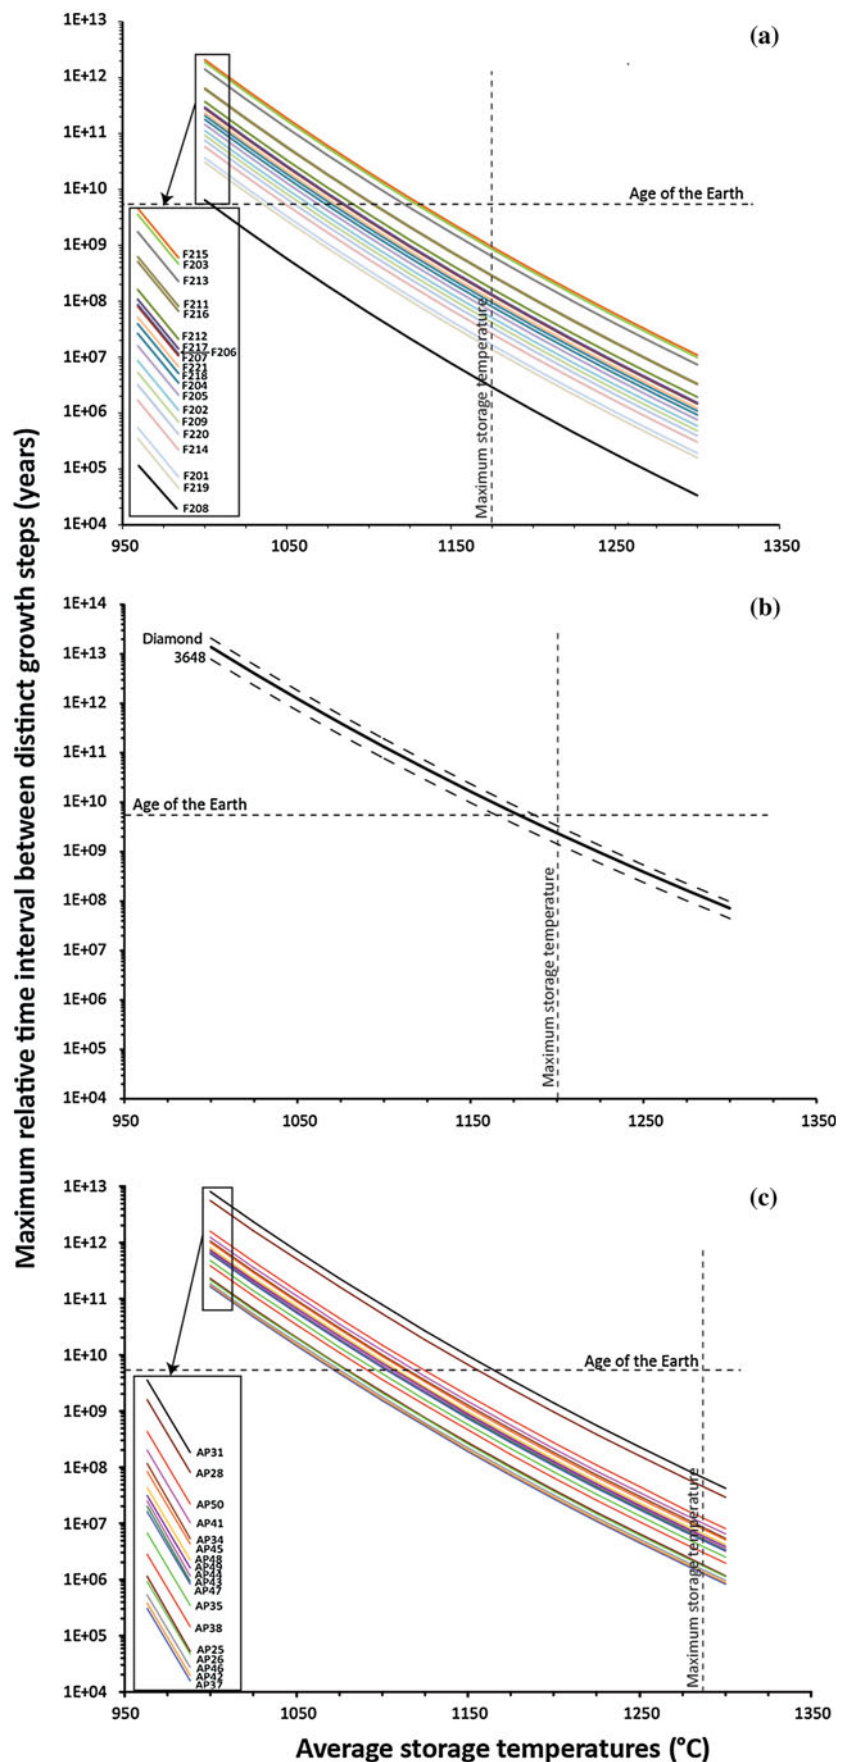 Maximum relative time interval between distinct growth steps (years)
(a)
1E+13
1E+12
1E+11
1E+10
1E+09
1E+08
1E+07
1E+06
1E+05
1E+04
Age of the Earth
Maximum storage temperature
F215
F203
F213
F211
F216
F212
F217
F206
F207
F221
F218
F204
F205
F202
F209
F220
F214
F201
F219
F208
950 1050 1150 1250 1350
(b)
1E+14
1E+13
1E+12
1E+11
1E+10
1E+09
1E+08
1E+07
1E+06
1E+05
1E+04
Diamond
3648
Age of the Earth
Maximum storage temperature
950 1050 1150 1250 1350
(c)
1E+13
1E+12
1E+11
1E+10
1E+09
1E+08
1E+07
1E+06
1E+05
1E+04
Age of the Earth
Maximum storage temperature
AP31
AP28
AP50
AP41
AP34
AP45
AP48
AP49
AP44
AP43
AP47
AP35
AP38
AP25
AP26
AP46
AP42
AP37
950 1050 1150 1250 1350
Average storage temperatures (°C)